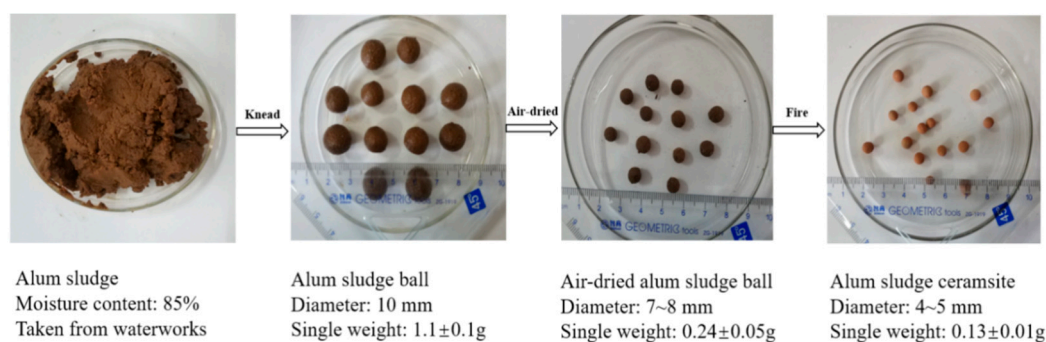 Knead
Air-dried
Fire
GEOMETRIC tools
45°
GEOMETRIC tools
45°
GEOMETRIC tools
45°
Alum sludge
Moisture content: 85%
Taken from waterworks
Alum sludge ball
Diameter: 10 mm
Single weight: 1.1±0.1g
Air-dried alum sludge ball
Diameter: 7~8 mm
Single weight: 0.24±0.05g
Alum sludge ceramsite
Diameter: 4~5 mm
Single weight: 0.13±0.01g